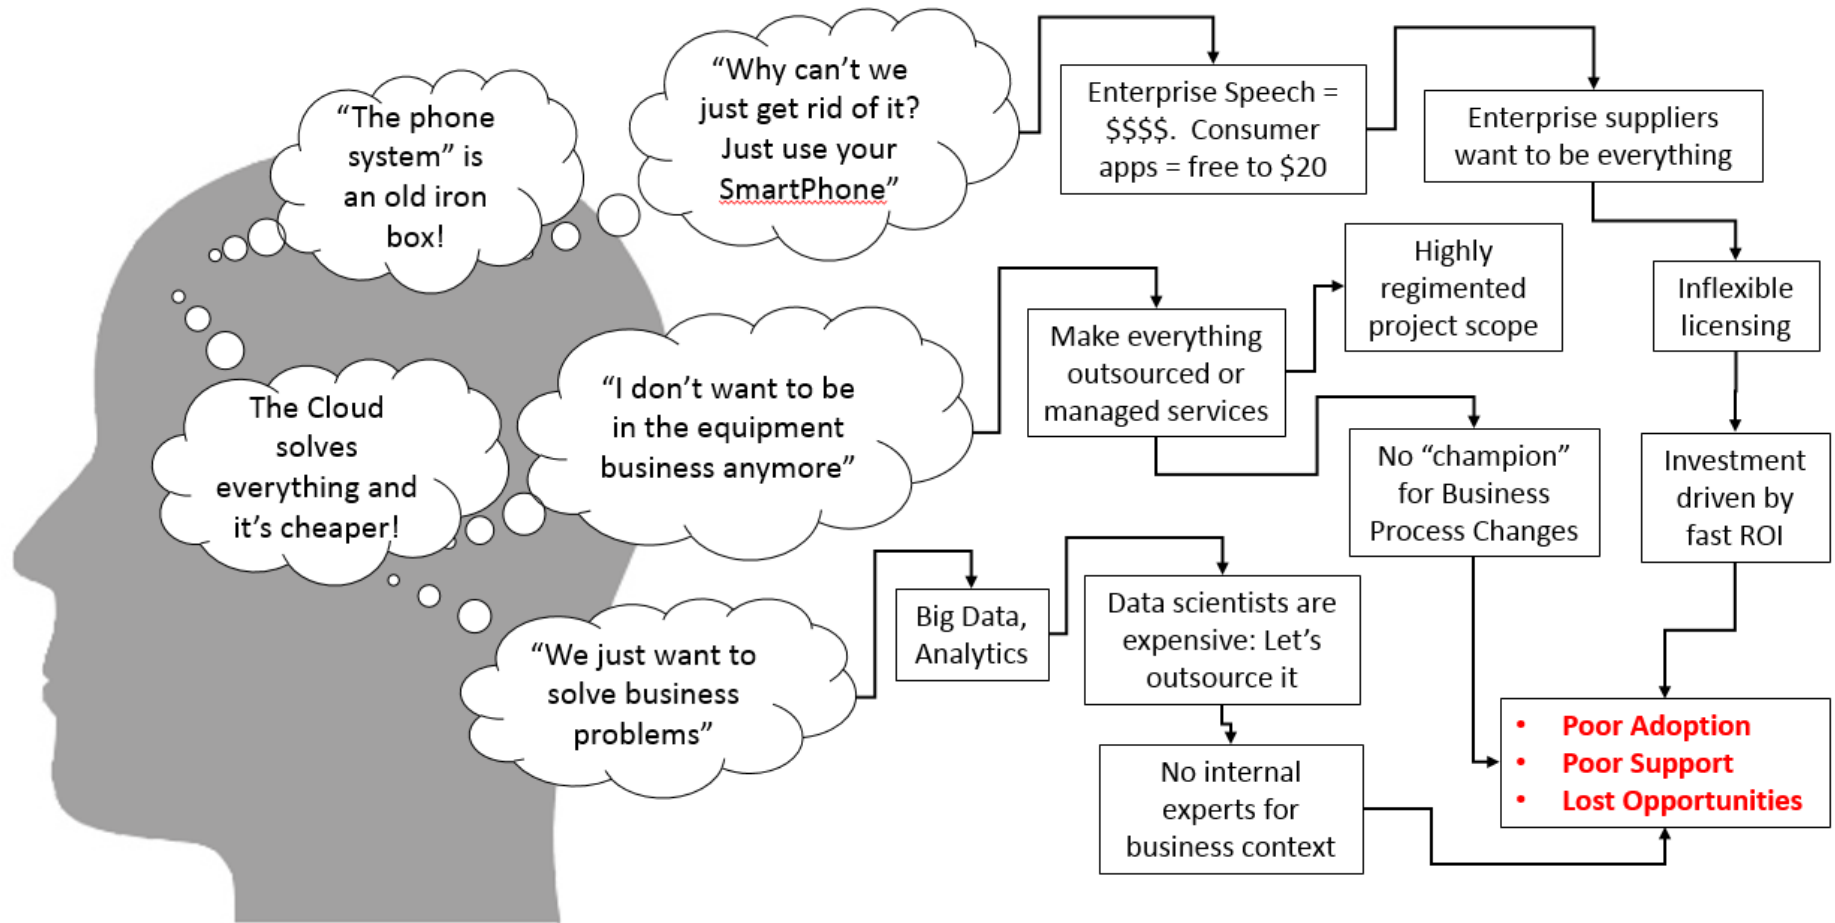 “The phone
system” is
an old iron
box!
“Why can’t we
just get rid of it?
Just use your
SmartPhone”
Enterprise Speech =
$$$$.  Consumer
apps = free to $20
Enterprise suppliers
want to be everything
Highly
regimented
project scope
Inflexible
licensing
The Cloud
solves
everything and
it’s cheaper!
“I don’t want to be
in the equipment
business anymore”
Make everything
outsourced or
managed services
No “champion”
for Business
Process Changes
Investment
driven by
fast ROI
“We just want to
solve business
problems”
Big Data,
Analytics
Data scientists are
expensive: Let’s
outsource it
No internal
experts for
business context
• Poor Adoption
• Poor Support
• Lost Opportunities